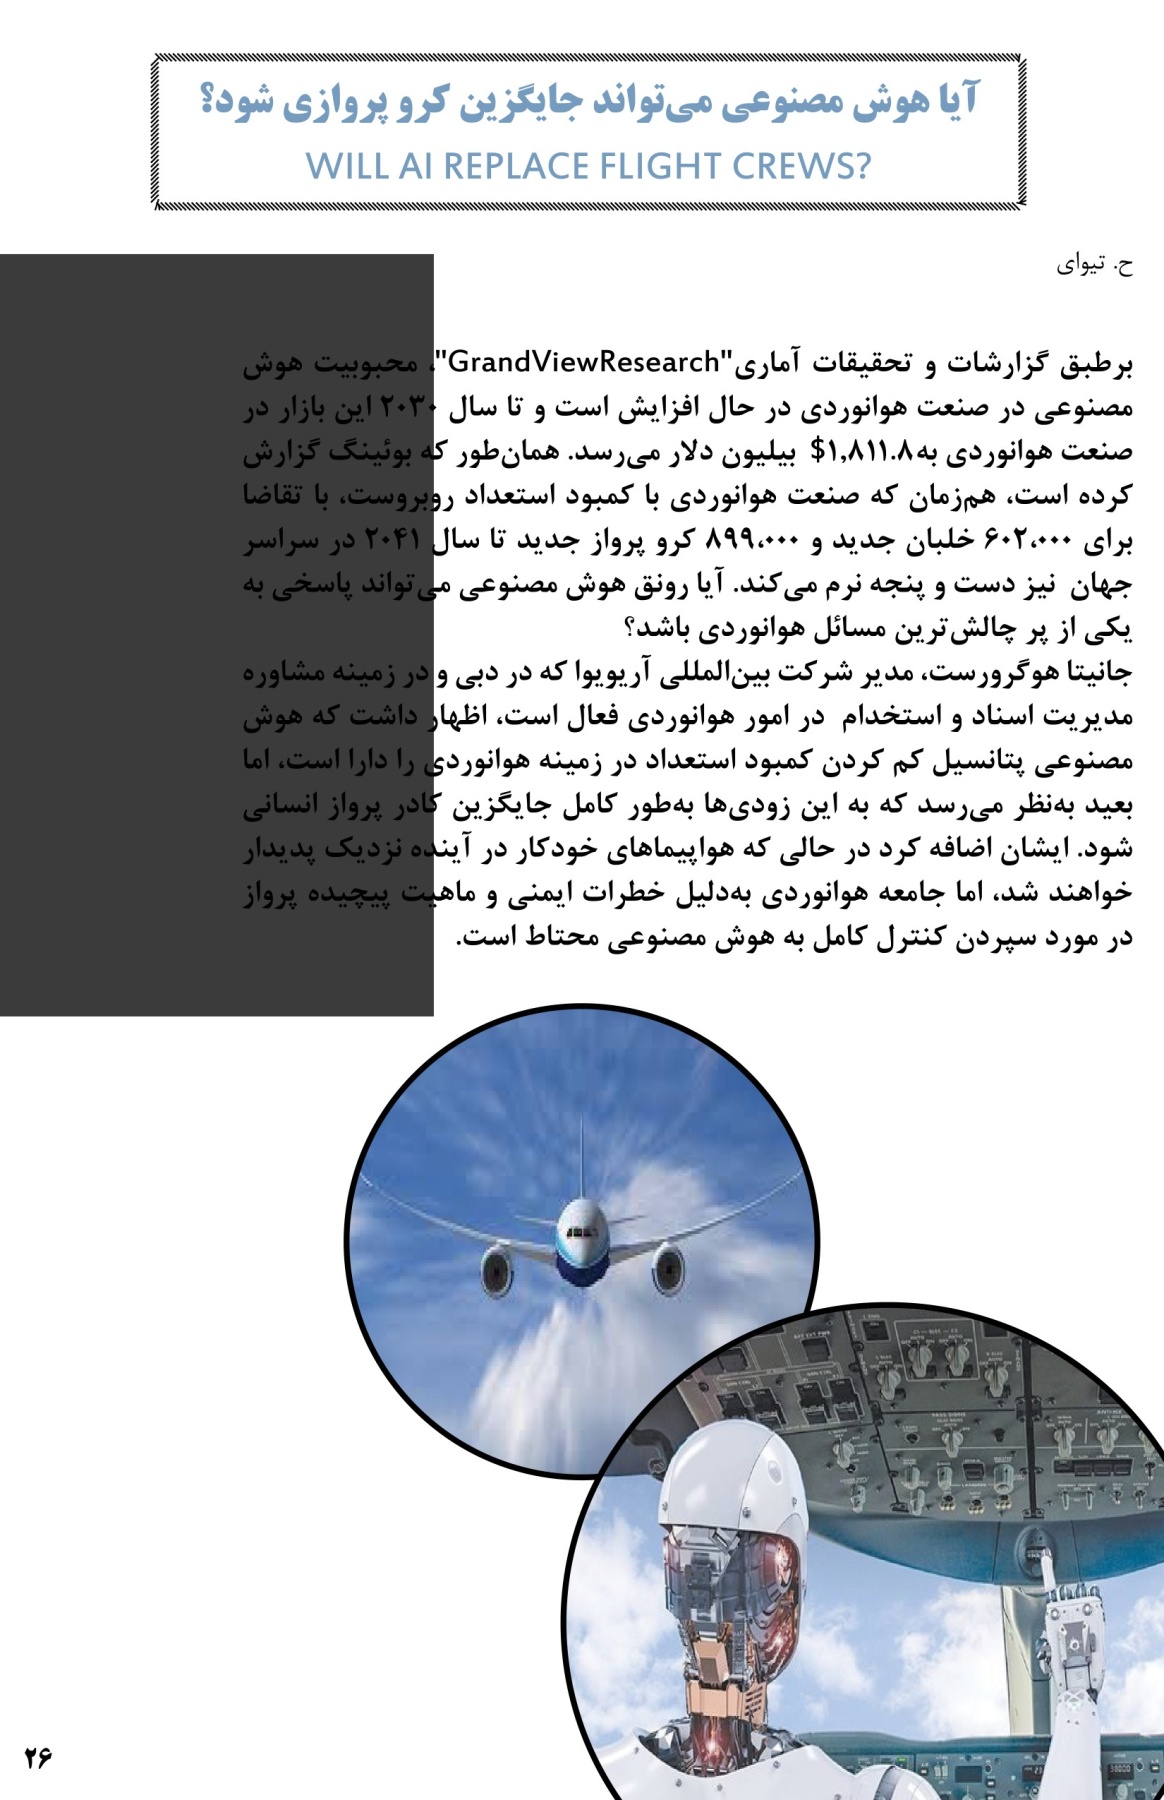 آیا هوش مصنوعی می‌تواند جایگزین کرو پروازی شود؟
WILL AI REPLACE FLIGHT CREWS?
ح. تیوای
برطبق گزارشات و تحقیقات آماری"GrandViewResearch"، محبوبیت هوش
مصنوعی در صنعت هوانوردی در حال افزایش است و تا سال ۲۰۳۰ این بازار در
صنعت هوانوردی به ۱,۸۱۱.۸$ بیلیون دلار می‌رسد. همان‌طور که بوئینگ گزارش
کرده است، هم‌زمان که صنعت هوانوردی با کمبود استعداد روبروست، با تقاضا
برای ۶۰۲،۰۰۰ خلبان جدید و ۸۹۹،۰۰۰ کرو پرواز جدید تا سال ۲۰۴۱ در سراسر
جهان نیز دست و پنجه نرم می‌کند. آیا رونق هوش مصنوعی می‌تواند پاسخی به
یکی از پر چالش‌ترین مسائل هوانوردی باشد؟
جانیتا هوگرورست، مدیر شرکت بین‌المللی آریویوا که در دبی و در زمینه مشاوره
مدیریت اسناد و استخدام در امور هوانوردی فعال است، اظهار داشت که هوش
مصنوعی پتانسیل کم کردن کمبود استعداد در زمینه هوانوردی را دارا است، اما
بعید به‌نظر می‌رسد که به این زودی‌ها به‌طور کامل جایگزین کادر پرواز انسانی
شود. ایشان اضافه کرد در حالی که هواپیماهای خودکار در آینده نزدیک پدیدار
خواهند شد، اما جامعه هوانوردی به‌دلیل خطرات ایمنی و ماهیت پیچیده پرواز
در مورد سپردن کنترل کامل به هوش مصنوعی محتاط است.
۲۶